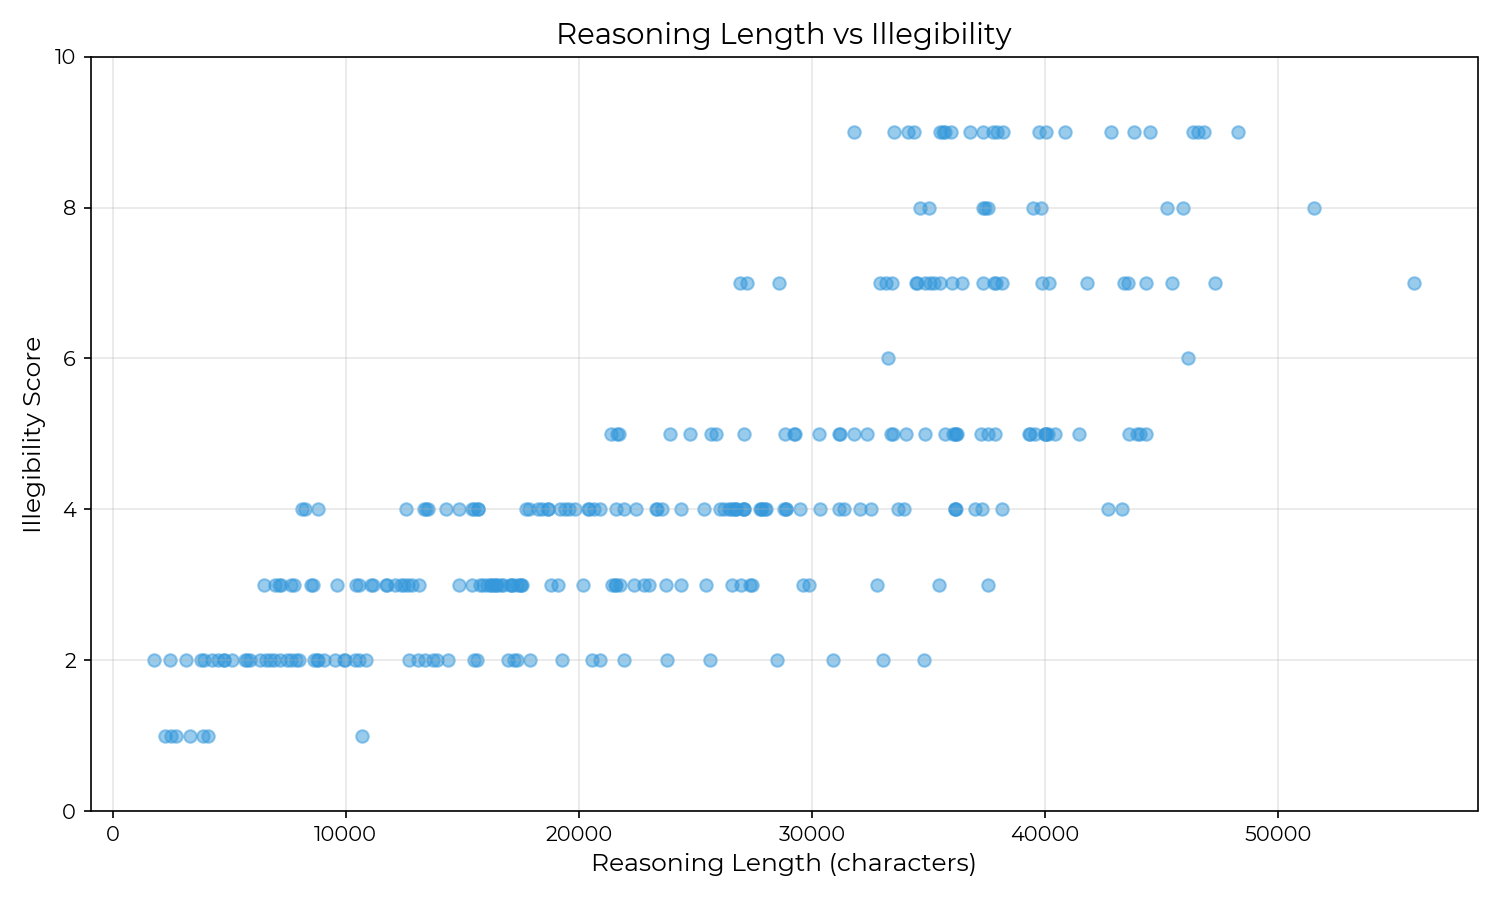 Reasoning Length vs Illegibility
10
8
6
4
2
0
Illegibility Score
0 10000 20000 30000 40000 50000
Reasoning Length (characters)